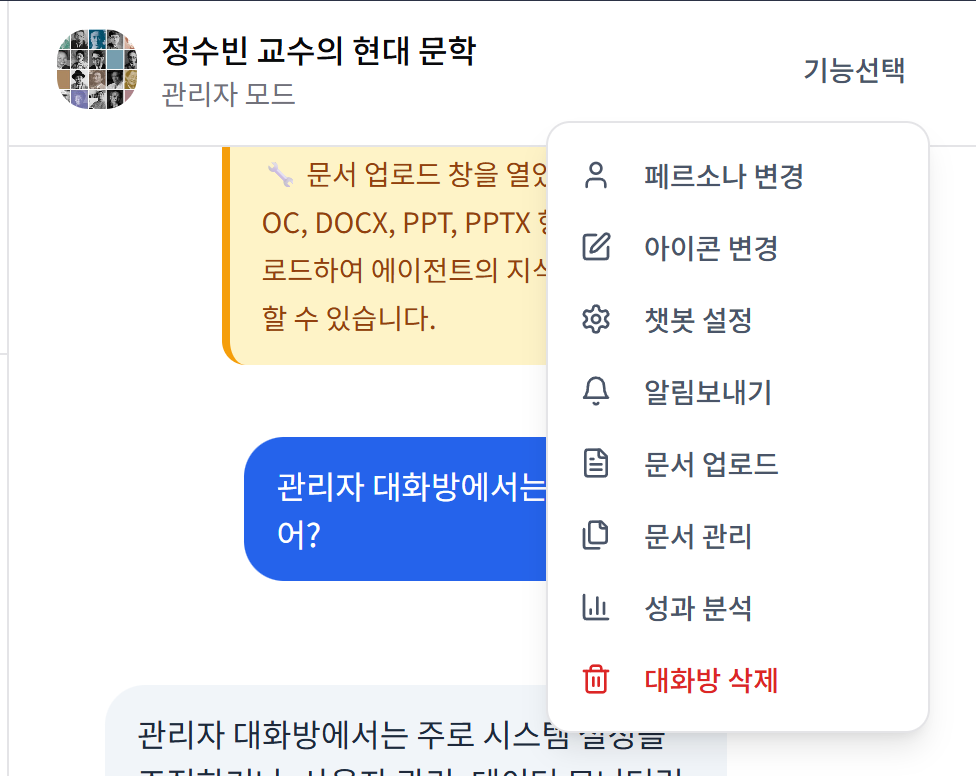 정수빈 교수의 현대 문학
관리자 모드
기능선택
문서 업로드 창을 열었
OC, DOCX, PPT, PPTX
로드하여 에이전트의 지식
할 수 있습니다.
관리자 대화방에서는
어?
관리자 대화방에서는 주로 시스템 설정을
페르소나 변경
아이콘 변경
챗봇 설정
알림보내기
문서 업로드
문서 관리
성과 분석
대화방 삭제